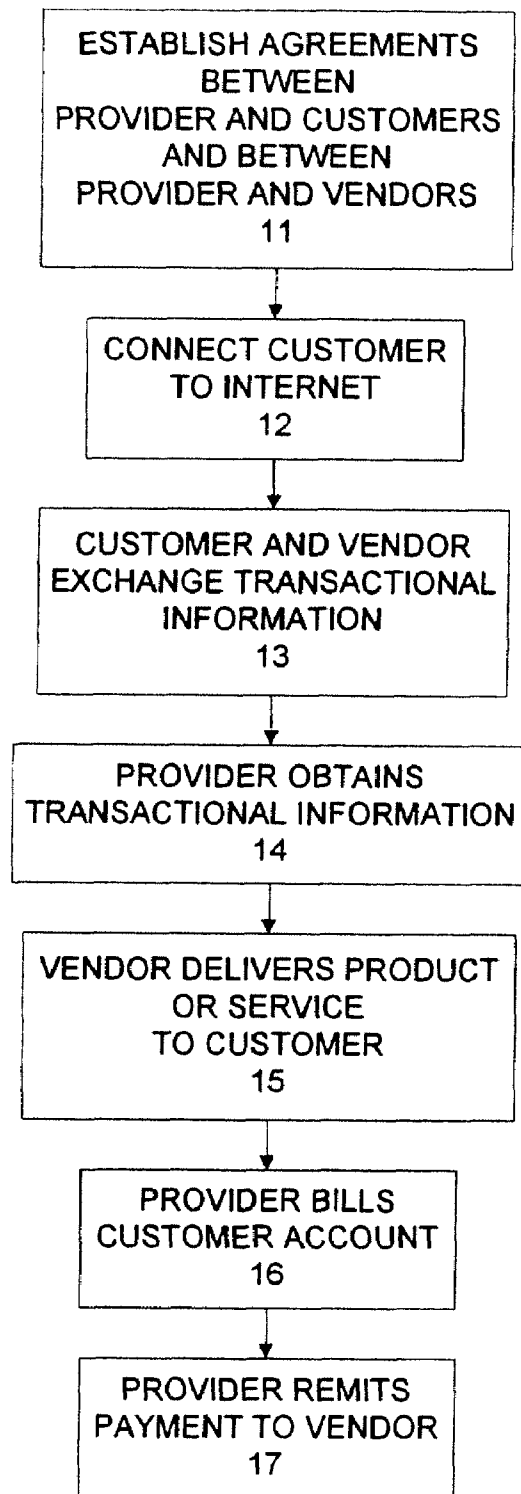 ESTABLISH AGREEMENTS
BETWEEN
PROVIDER AND CUSTOMERS
AND BETWEEN
PROVIDER AND VENDORS
11
CONNECT CUSTOMER
TO INTERNET
12
CUSTOMER AND VENDOR
EXCHANGE TRANSACTIONAL
INFORMATION
13
PROVIDER OBTAINS
TRANSACTIONAL INFORMATION
14
VENDOR DELIVERS PRODUCT
OR SERVICE
TO CUSTOMER
15
PROVIDER BILLS
CUSTOMER ACCOUNT
16
PROVIDER REMITS
PAYMENT TO VENDOR
17